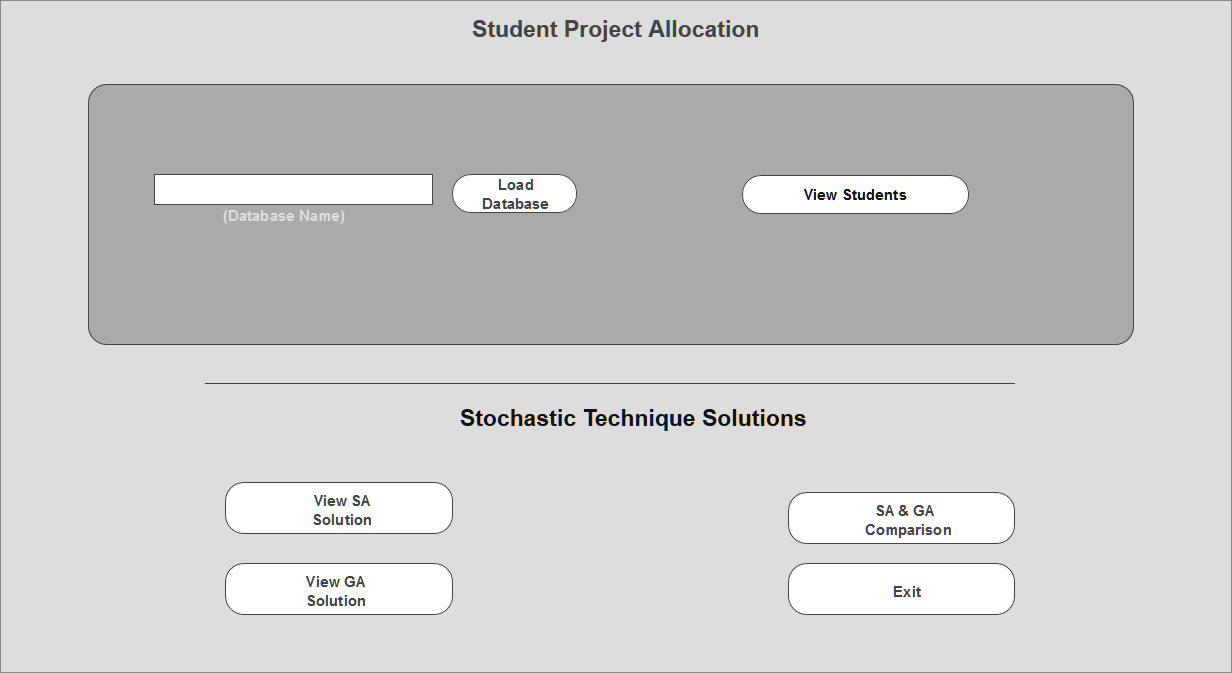 Student Project Allocation
Load
Database
View Students
(Database Name)
Stochastic Technique Solutions
View SA
Solution
SA & GA
Comparison
View GA
Solution
Exit